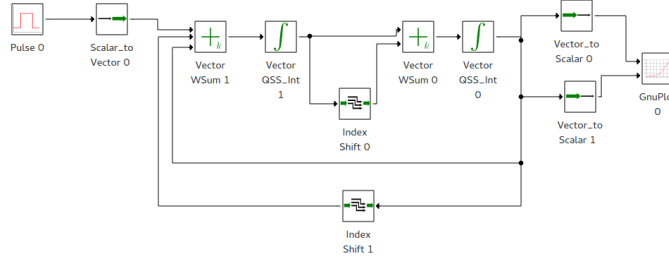 Pulse 0
Scalar_to
Vector 0
k
Vector
WSum 1
Vector
QSS_Int
1
Index
Shift 0
k
Vector
WSum 0
Vector
QSS_Int
0
Vector_to
Scalar 0
Vector_to
Scalar 1
GnuPlo
0
Index
Shift 1